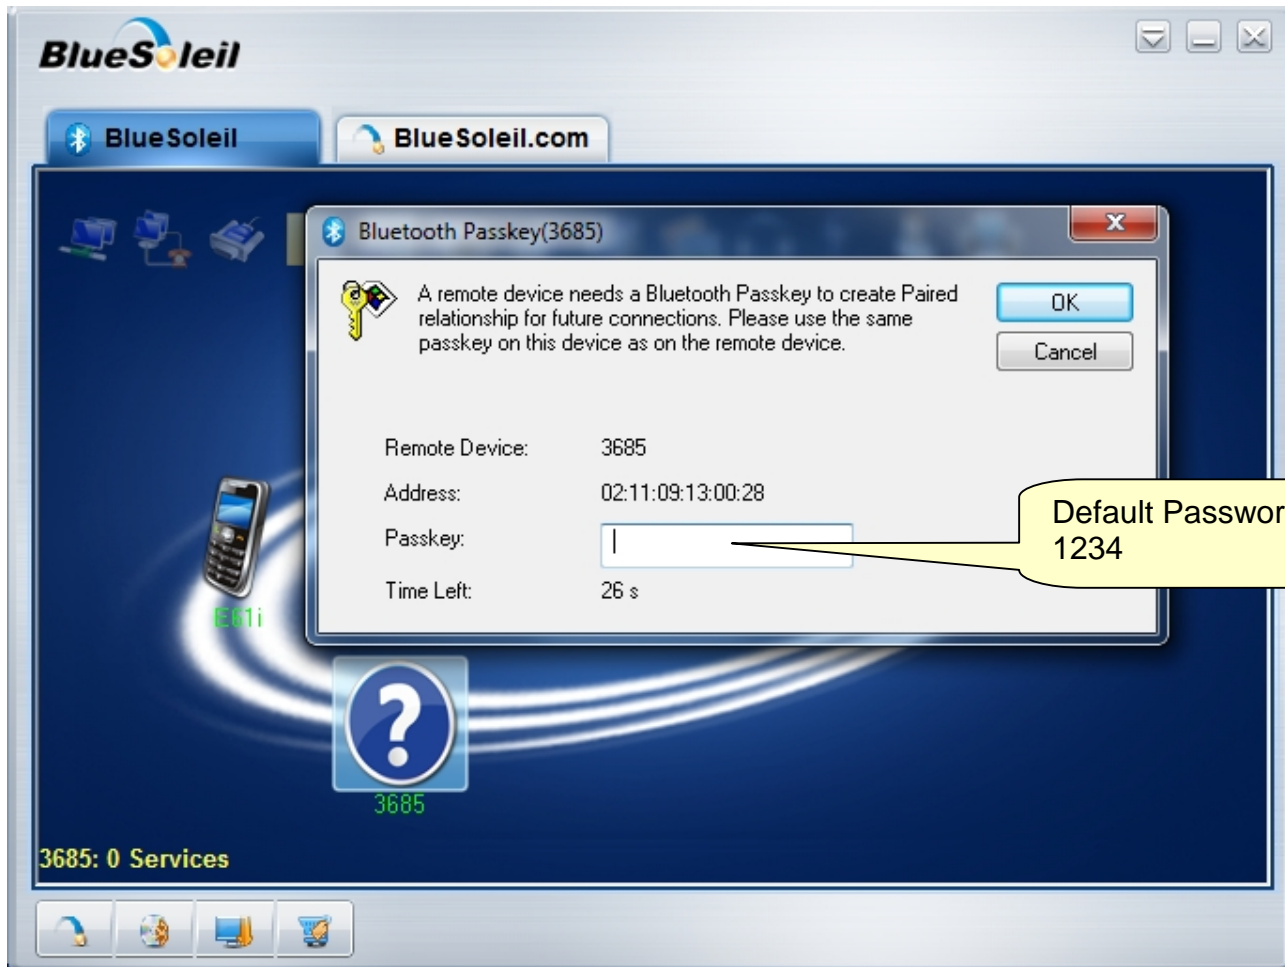 BlueSoleil
BlueSoleil
BlueSoleil.com
Bluetooth Passkey(3685)
A remote device needs a Bluetooth Passkey to create Paired
relationship for future connections. Please use the same
passkey on this device as on the remote device.
OK
Cancel
Remote Device: 3685
Address: 02:11:09:13:00:28
Passkey:
Time Left: 26 s
Default Passwor
1234
E61i
3685
3685: 0 Services